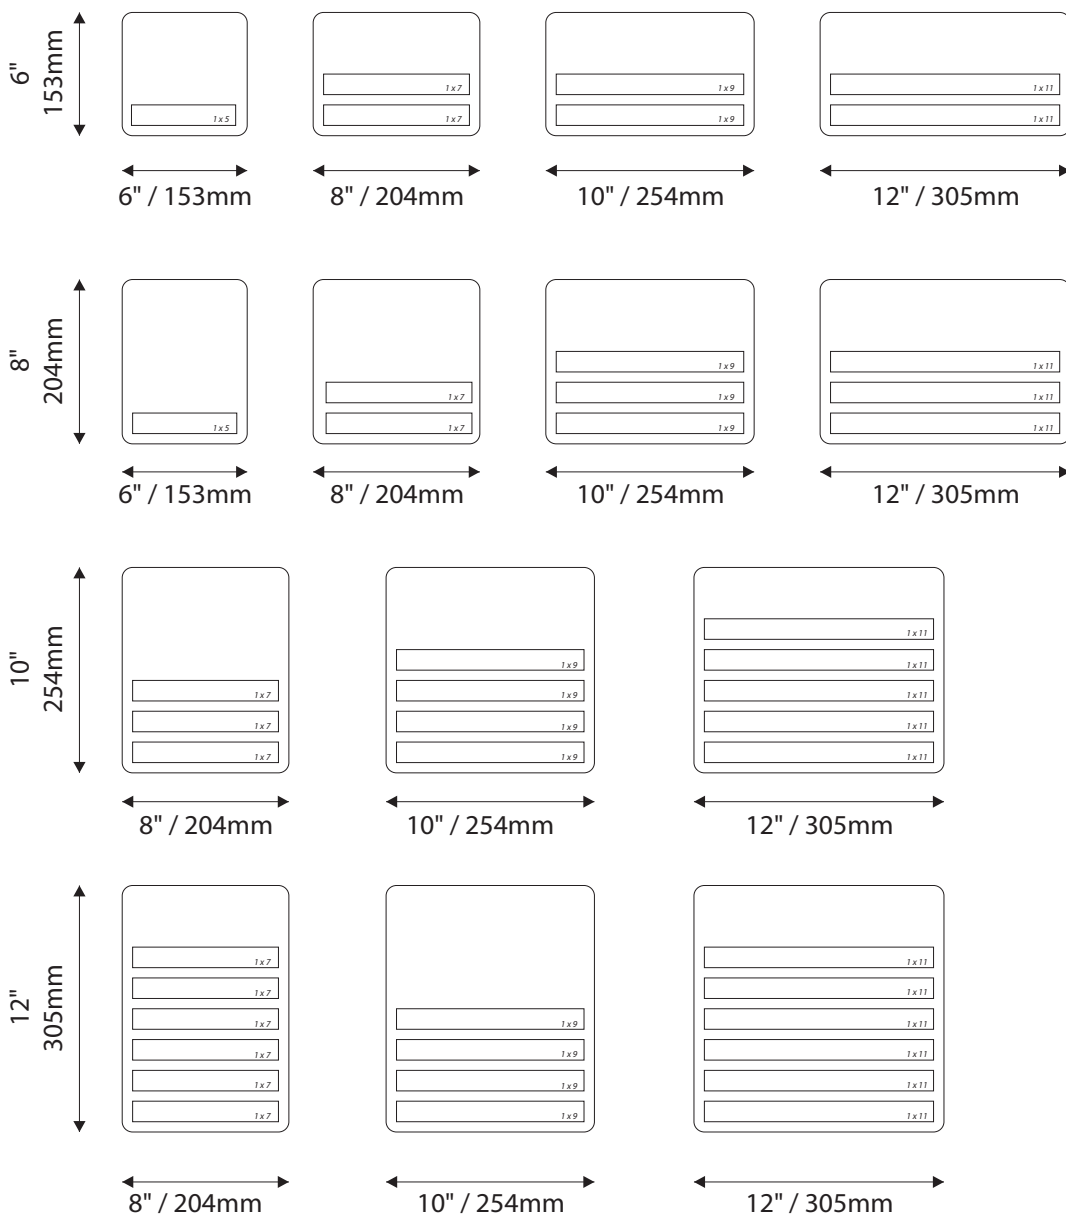 6"
153mm
1 x 5
1 x 7
1 x 7
1 x 9
1 x 9
1 x 11
1 x 11
6" / 153mm
8" / 204mm
10" / 254mm
12" / 305mm
8"
204mm
1 x 5
1 x 7
1 x 7
1 x 9
1 x 9
1 x 9
1 x 11
1 x 11
1 x 11
6" / 153mm
8" / 204mm
10" / 254mm
12" / 305mm
10"
254mm
1 x 7
1 x 7
1 x 7
1 x 9
1 x 9
1 x 9
1 x 9
1 x 11
1 x 11
1 x 11
1 x 11
1 x 11
8" / 204mm
10" / 254mm
12" / 305mm
12"
305mm
1 x 7
1 x 7
1 x 7
1 x 7
1 x 7
1 x 7
1 x 9
1 x 9
1 x 9
1 x 9
1 x 11
1 x 11
1 x 11
1 x 11
1 x 11
1 x 11
8" / 204mm
10" / 254mm
12" / 305mm